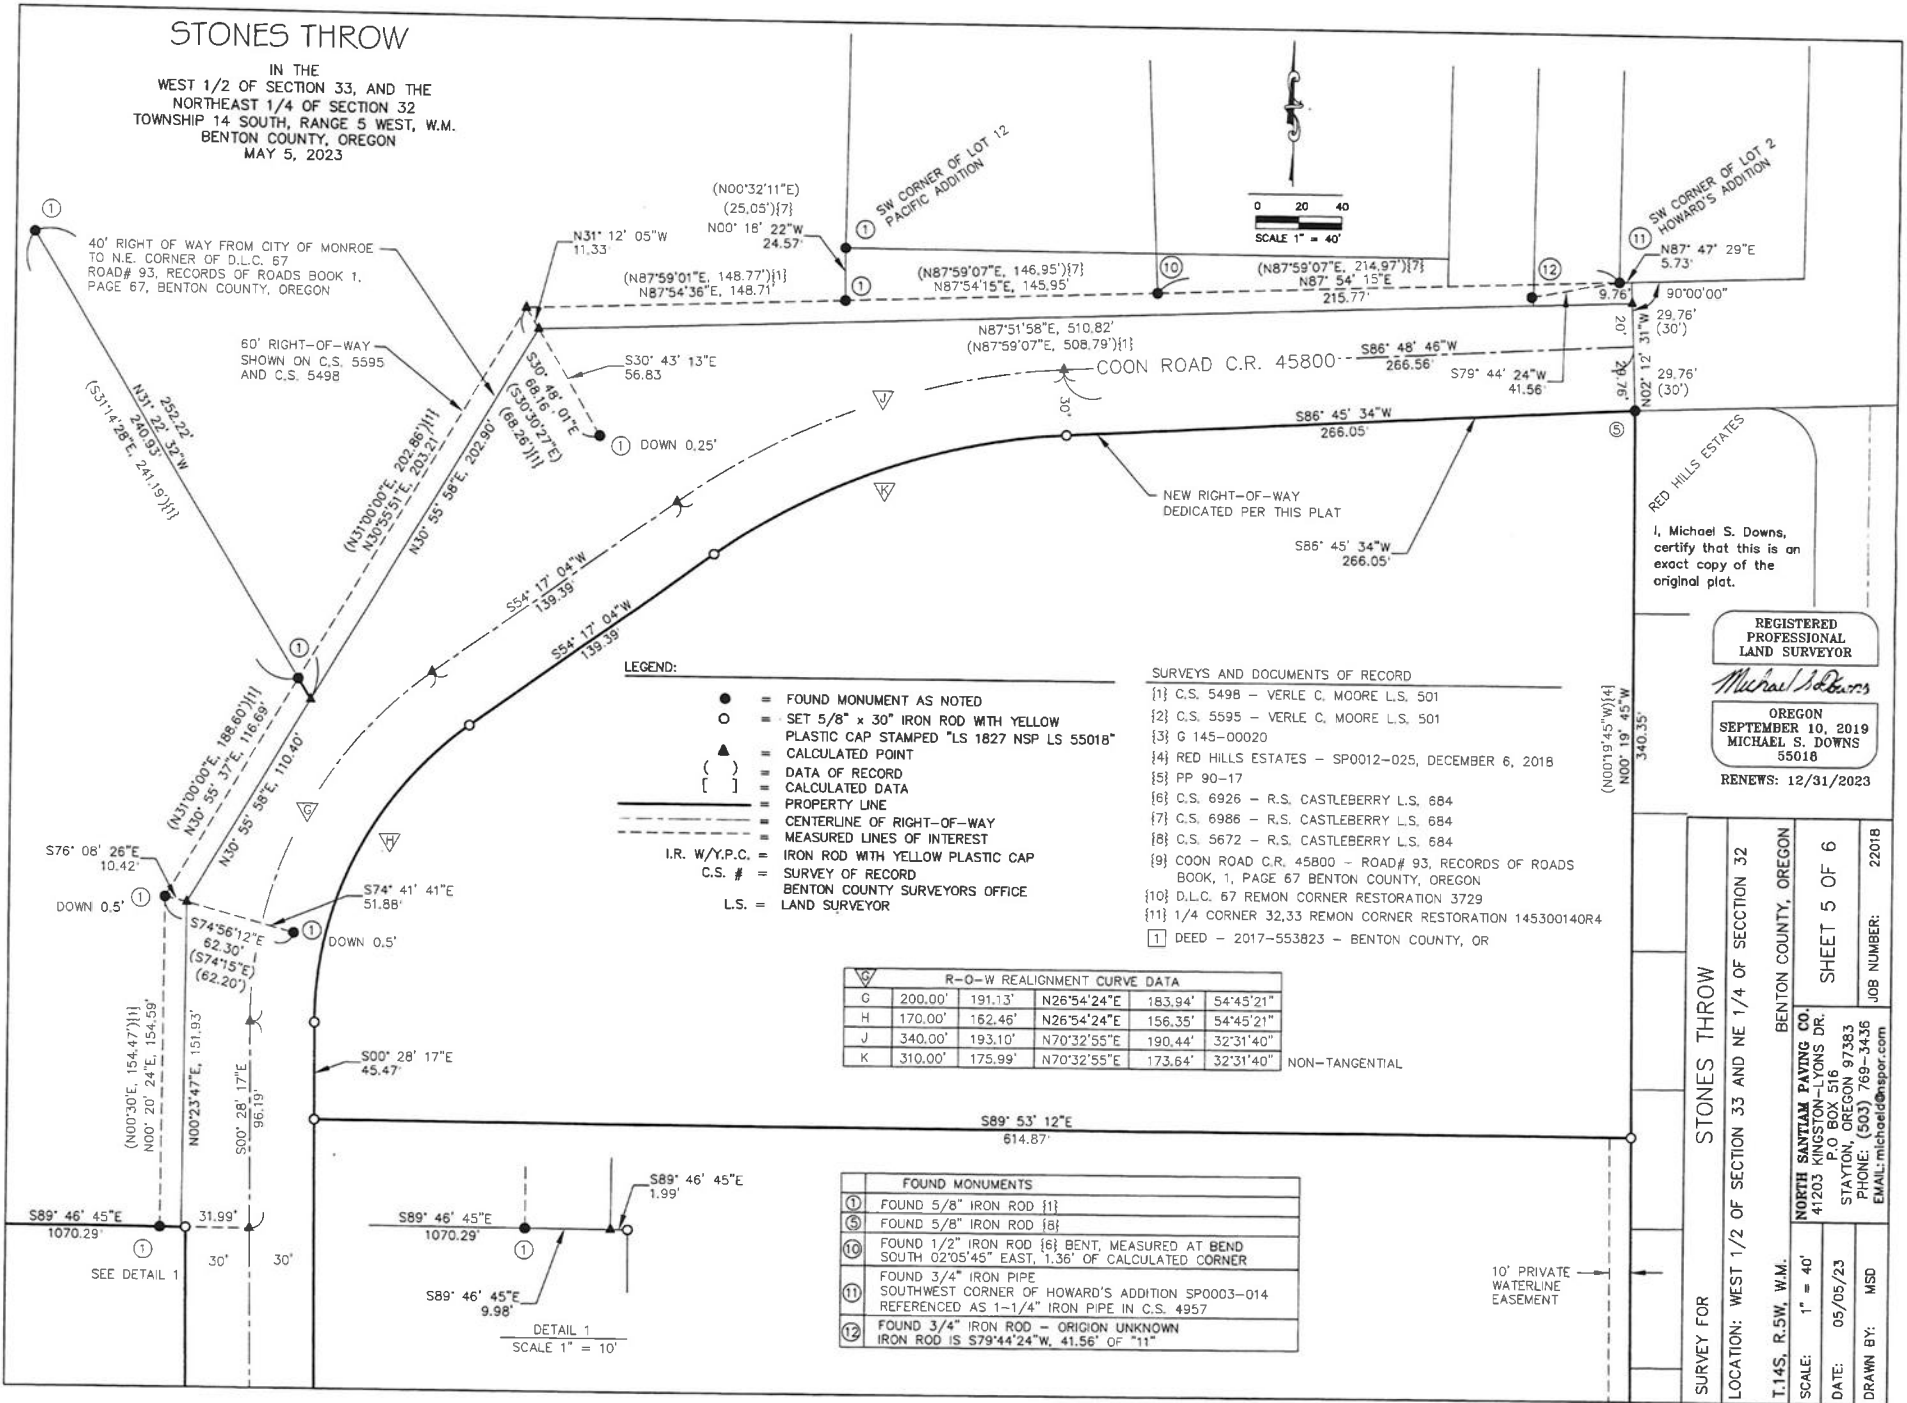 STONES THROW
IN THE
WEST 1/2 OF SECTION 33, AND THE
NORTHEAST 1/4 OF SECTION 32
TOWNSHIP 14 SOUTH, RANGE 5 WEST, W.M.
BENTON COUNTY, OREGON
MAY 5, 2023
1
40' RIGHT OF WAY FROM CITY OF MONROE
TO N.E. CORNER OF D.L.C. 67
ROAD# 93, RECORDS OF ROADS BOOK 1,
PAGE 67, BENTON COUNTY, OREGON
60' RIGHT-OF-WAY
SHOWN ON C.S. 5595
AND C.S. 5498
252.22'
N31° 22' 32"W
240.93'
(S31°14'28"E, 241.19'){1}
N31° 12' 05"W
11.33'
(N00°32'11"E)
(25.05'){7}
N00° 18' 22"W
24.57'
1
SW CORNER OF LOT 12
PACIFIC ADDITION
(N87°59'01"E, 148.77'){1}
N87°54'36"E, 148.71'
1
(N87°59'07"E, 146.95'){7}
N87°54'15"E, 145.95'
10
(N87°59'07"E, 214.97'){7}
N87° 54' 15"E
215.77'
0 20 40
SCALE 1" = 40'
12
11
SW CORNER OF LOT 2
HOWARD'S ADDITION
N87° 47' 29"E
5.73'
9.76'
90°00'00"
20'
29.76'
(30')
N02° 12' 31"W
29.76'
29.76'
(30')
N87°51'58"E, 510.82'
(N87°59'07"E, 508.79'){1}
COON ROAD C.R. 45800
S86° 48' 46"W
266.56'
S79° 44' 24"W
41.56'
S30° 43' 13"E
56.83
S30° 48' 01"E
68.16'
(S30°30'27"E)
(68.26'){1}
1 DOWN 0.25'
J
30'
S86° 45' 34"W
266.05'
5
K
NEW RIGHT-OF-WAY
DEDICATED PER THIS PLAT
S86° 45' 34"W
266.05'
RED HILLS ESTATES
I, Michael S. Downs,
certify that this is an
exact copy of the
original plat.
REGISTERED
PROFESSIONAL
LAND SURVEYOR
Michael S Downs
OREGON
SEPTEMBER 10, 2019
MICHAEL S. DOWNS
55018
RENEWS: 12/31/2023
(N31°00'00"E, 202.86'){1}
N30°55'51"E, 203.21'
N30° 55' 58"E, 202.90'
S54° 17' 04"W
139.39'
S54° 17' 04"W
139.39'
1
(N31°00'00"E, 188.60'){1}
N30° 55' 37"E, 116.69'
N30° 55' 58"E, 110.40'
G
H
S76° 08' 26"E
10.42'
1
DOWN 0.5'
S74° 41' 41"E
51.88'
1
DOWN 0.5'
S74°56'12"E
62.30'
(S74°15"E)
(62.20')
(N00°30'E, 154.47'){1}
N00° 20' 24"E, 154.59'
N00°23'47"E, 151.93'
S00° 28' 17"E
96.19'
S00° 28' 17"E
45.47'
LEGEND:
= FOUND MONUMENT AS NOTED
= SET 5/8" x 30" IRON ROD WITH YELLOW
PLASTIC CAP STAMPED "LS 1827 NSP LS 55018"
= CALCULATED POINT
( ) = DATA OF RECORD
[ ] = CALCULATED DATA
= PROPERTY LINE
= CENTERLINE OF RIGHT-OF-WAY
= MEASURED LINES OF INTEREST
I.R. W/Y.P.C. = IRON ROD WITH YELLOW PLASTIC CAP
C.S. # = SURVEY OF RECORD
BENTON COUNTY SURVEYORS OFFICE
L.S. = LAND SURVEYOR
SURVEYS AND DOCUMENTS OF RECORD
{1} C.S. 5498 - VERLE C. MOORE L.S. 501
{2} C.S. 5595 - VERLE C. MOORE L.S. 501
{3} G 145-00020
{4} RED HILLS ESTATES - SP0012-025, DECEMBER 6, 2018
{5} PP 90-17
{6} C.S. 6926 - R.S. CASTLEBERRY L.S. 684
{7} C.S. 6986 - R.S. CASTLEBERRY L.S. 684
{8} C.S. 5672 - R.S. CASTLEBERRY L.S. 684
{9} COON ROAD C.R. 45800 - ROAD# 93, RECORDS OF ROADS
BOOK, 1, PAGE 67 BENTON COUNTY, OREGON
{10} D.L.C. 67 REMON CORNER RESTORATION 3729
{11} 1/4 CORNER 32,33 REMON CORNER RESTORATION 145300140R4
1 DEED - 2017-553823 - BENTON COUNTY, OR
(N00°19'45"W){4}
N00° 19' 45"W
340.35'
G R-O-W REALIGNMENT CURVE DATA
G 200.00' 191.13' N26°54'24"E 183.94' 54°45'21"
H 170.00' 162.46' N26°54'24"E 156.35' 54°45'21"
J 340.00' 193.10' N70°32'55"E 190.44' 32°31'40"
K 310.00' 175.99' N70°32'55"E 173.64' 32°31'40" NON-TANGENTIAL
S89° 53' 12"E
614.87'
S89° 46' 45"E
1070.29'
1
31.99'
30' 30'
SEE DETAIL 1
S89° 46' 45"E
1.99'
S89° 46' 45"E
1070.29'
1
S89° 46' 45"E
9.98'
DETAIL 1
SCALE 1" = 10'
FOUND MONUMENTS
1 FOUND 5/8" IRON ROD {1}
5 FOUND 5/8" IRON ROD {8}
10 FOUND 1/2" IRON ROD {6} BENT, MEASURED AT BEND
SOUTH 02°05'45" EAST, 1.36' OF CALCULATED CORNER
11 FOUND 3/4" IRON PIPE
SOUTHWEST CORNER OF HOWARD'S ADDITION SP0003-014
REFERENCED AS 1-1/4" IRON PIPE IN C.S. 4957
12 FOUND 3/4" IRON ROD - ORIGION UNKNOWN
IRON ROD IS S79°44'24"W, 41.56' OF "11"
10' PRIVATE
WATERLINE
EASEMENT
SURVEY FOR STONES THROW
LOCATION: WEST 1/2 OF SECTION 33 AND NE 1/4 OF SECCTION 32
T.14S, R.5W, W.M. BENTON COUNTY, OREGON
SCALE: 1" = 40'
DATE: 05/05/23
DRAWN BY: MSD
NORTH SANTIAM PAVING CO.
41203 KINGSTON-LYONS DR.
P.O BOX 516
STAYTON, OREGON 97383
PHONE: (503) 769-3436
EMAIL: michaeld@nspor.com
SHEET 5 OF 6
JOB NUMBER: 22018